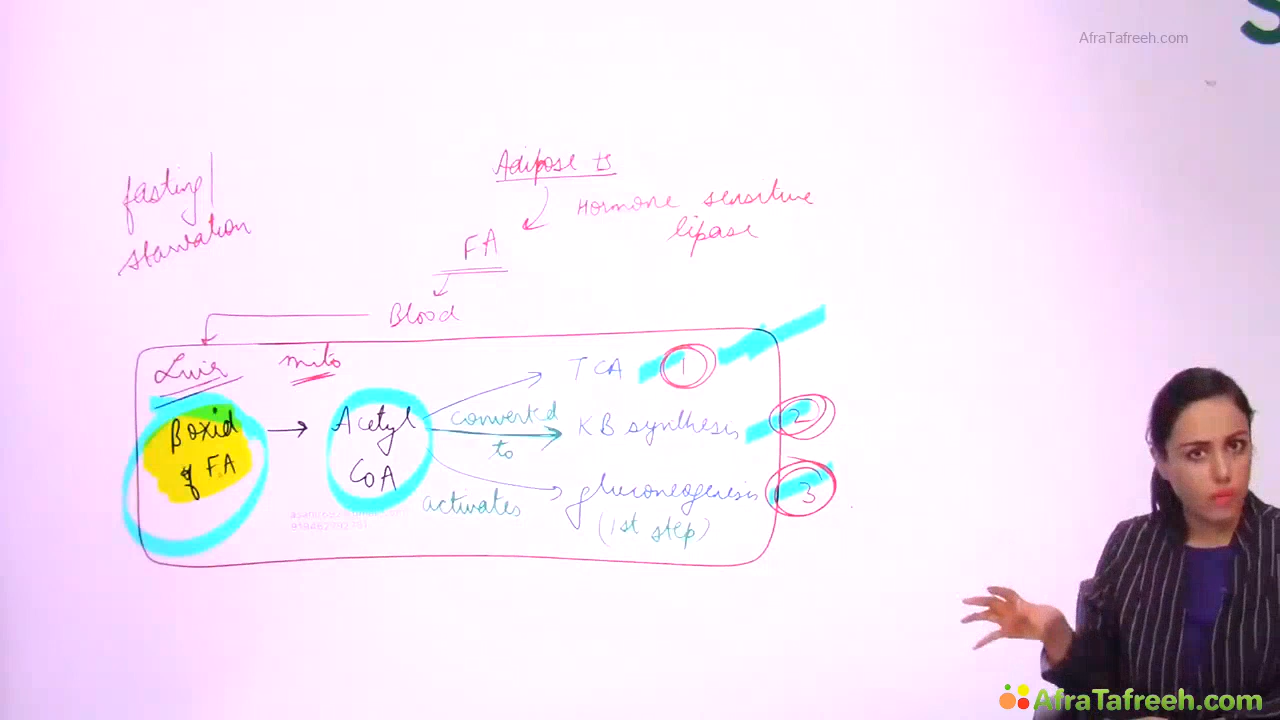 AfraTafreeh.com
fasting/
starvation
Adipose ts
Hormone sensitive
lipase
FA
Blood
Liver mito
βoxid
of FA
Acetyl
CoA
converted
to
activates
TCA 1
KB synthesis 2
gluconeogenesis 3
(1st step)
AfraTafreeh.com